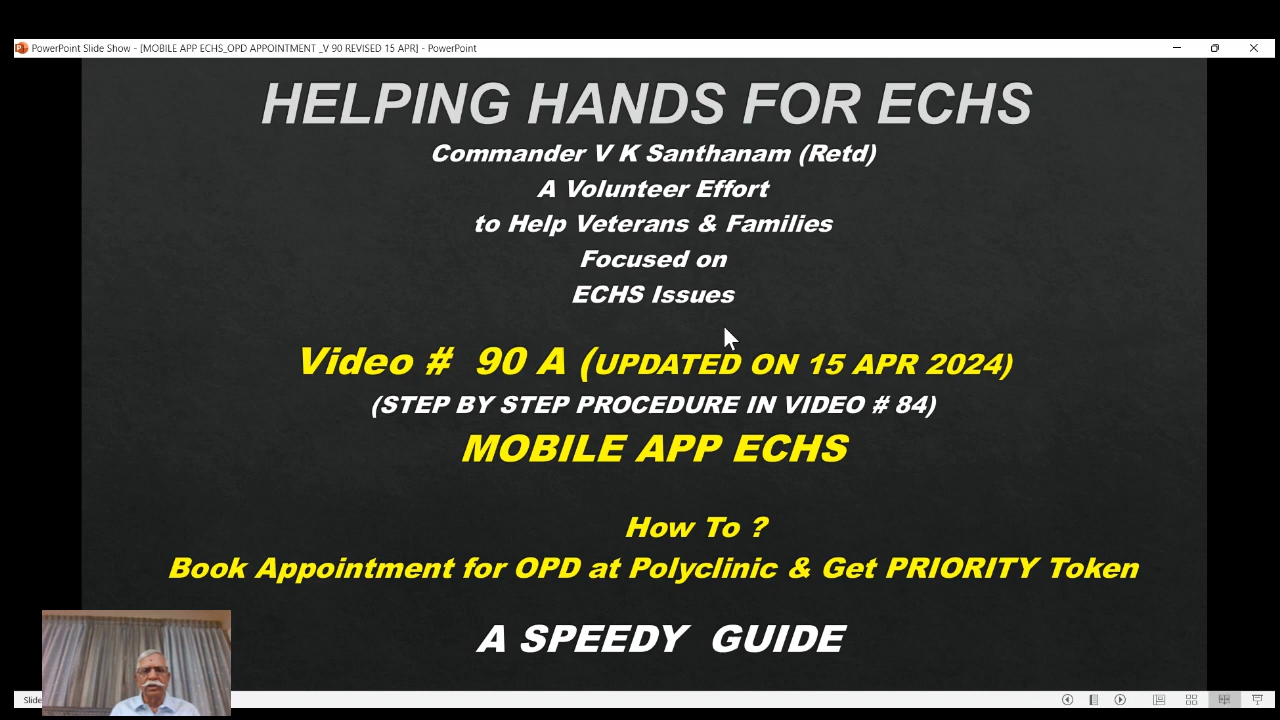 PowerPoint Slide Show - [MOBILE APP ECHS_OPD APPOINTMENT _V 90 REVISED 15 APR] - PowerPoint
HELPING HANDS FOR ECHS
Commander V K Santhanam (Retd)
A Volunteer Effort
to Help Veterans & Families
Focused on
ECHS Issues
Video # 90 A (UPDATED ON 15 APR 2024)
(STEP BY STEP PROCEDURE IN VIDEO # 84)
MOBILE APP ECHS
How To ?
Book Appointment for OPD at Polyclinic & Get PRIORITY Token
A SPEEDY GUIDE
Slide